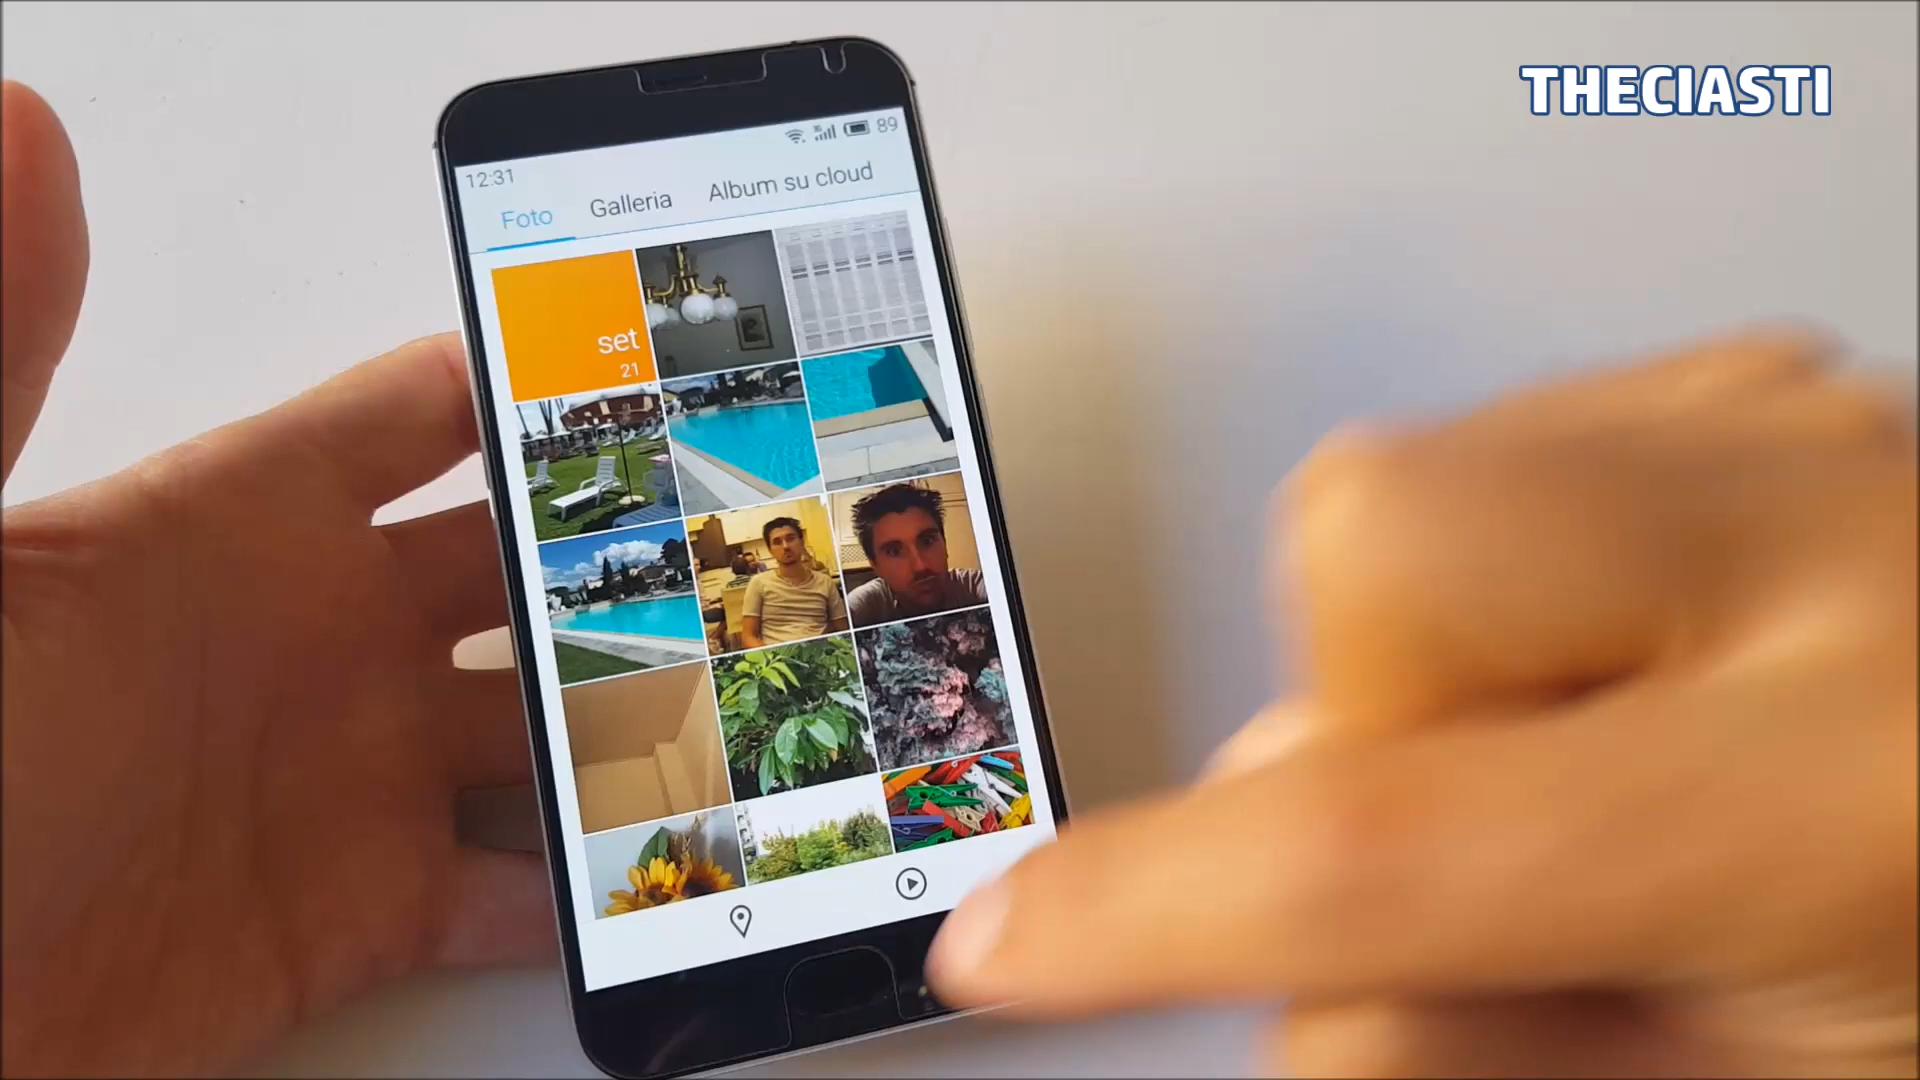 THECIASTI
89
12:31
Foto Galleria Album su cloud
set
21